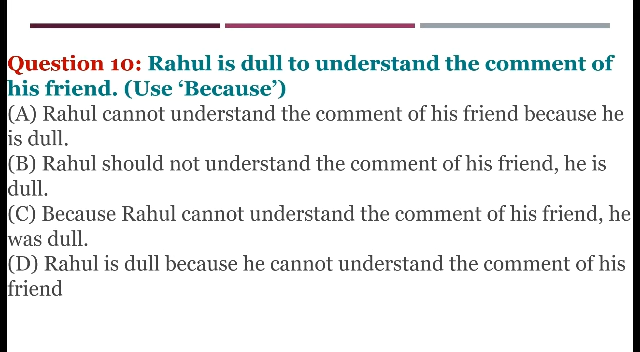 Question 10: Rahul is dull to understand the comment of
his friend. (Use ‘Because’)
(A) Rahul cannot understand the comment of his friend because he
is dull.
(B) Rahul should not understand the comment of his friend, he is
dull.
(C) Because Rahul cannot understand the comment of his friend, he
was dull.
(D) Rahul is dull because he cannot understand the comment of his
friend